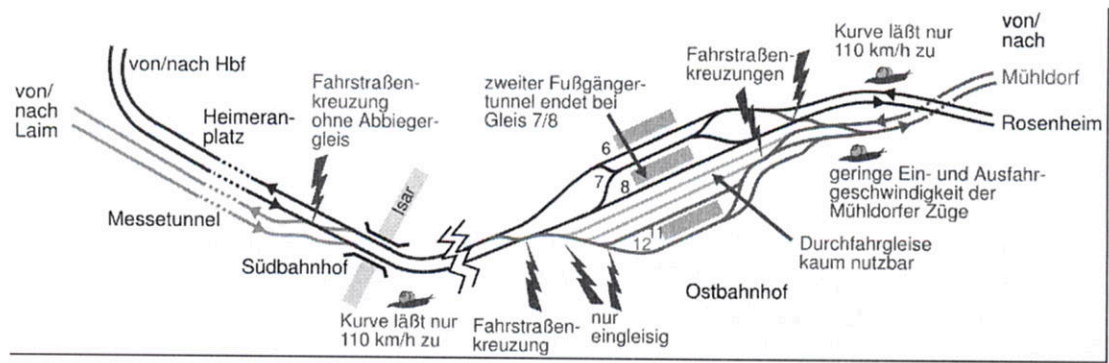 von/nach Hbf
von/
nach
Laim
Heimeran-
platz
Fahrstraßen-
kreuzung
ohne Abbieger-
gleis
Messetunnel
Südbahnhof
Isar
Kurve läßt nur
110 km/h zu
zweiter Fußgänger-
tunnel endet bei
Gleis 7/8
Fahrstraßen-
kreuzungen
Kurve läßt nur
110 km/h zu
von/
nach
Mühldorf
Rosenheim
6
7
8
11
12
geringe Ein- und Ausfahr-
geschwindigkeit der
Mühldorfer Züge
Durchfahrgleise
kaum nutzbar
Ostbahnhof
Fahrstraßen-
kreuzung
nur
eingleisig